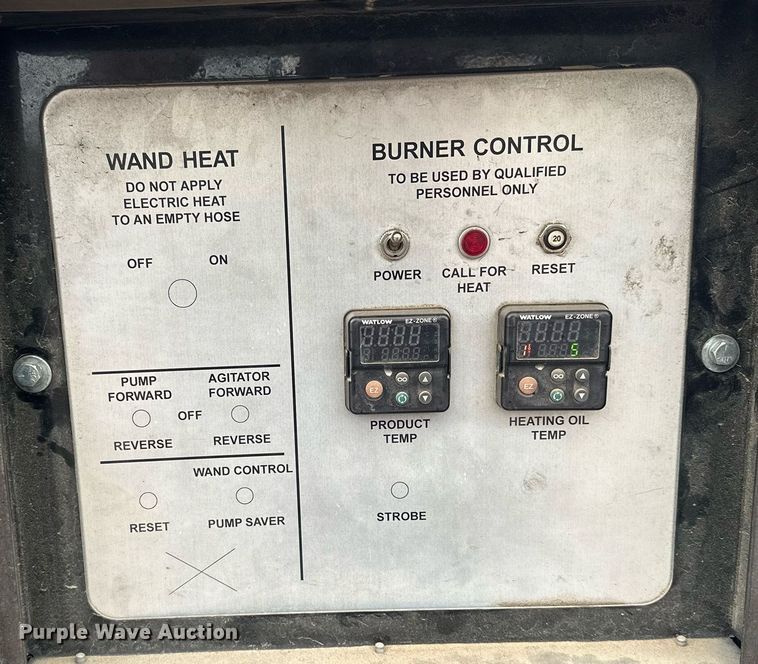 WAND HEAT
DO NOT APPLY
ELECTRIC HEAT
TO AN EMPTY HOSE
OFF ON
PUMP FORWARD
AGITATOR FORWARD
OFF
REVERSE REVERSE
WAND CONTROL
RESET PUMP SAVER
BURNER CONTROL
TO BE USED BY QUALIFIED
PERSONNEL ONLY
20
POWER
CALL FOR
HEAT
RESET
WATLOW EZ-ZONE®
EZ
PRODUCT
TEMP
WATLOW EZ-ZONE®
EZ
HEATING OIL
TEMP
STROBE
Purple Wave Auction